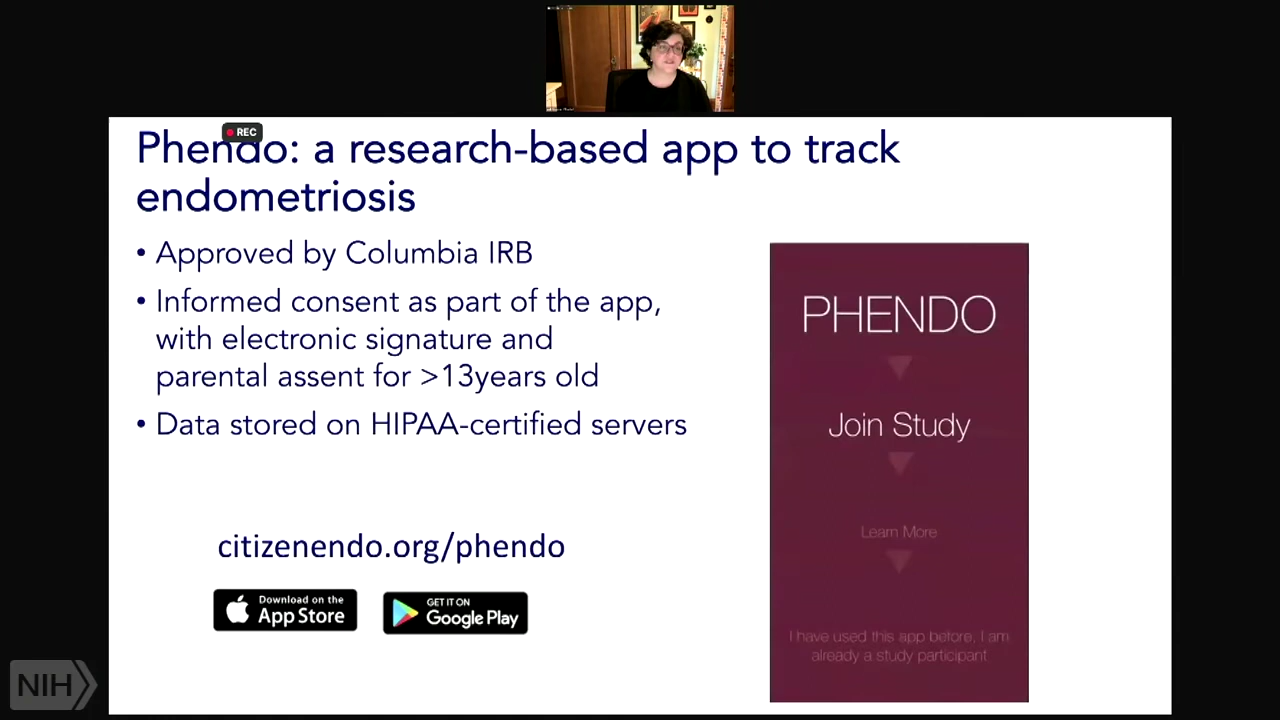 REC
Phendo: a research-based app to track
endometriosis
• Approved by Columbia IRB
• Informed consent as part of the app,
with electronic signature and
parental assent for >13years old
• Data stored on HIPAA-certified servers
citizenendo.org/phendo
Download on the
App Store
GET IT ON
Google Play
PHENDO
Join Study
Learn More
I have used this app before, I am
already a study participant
NIH